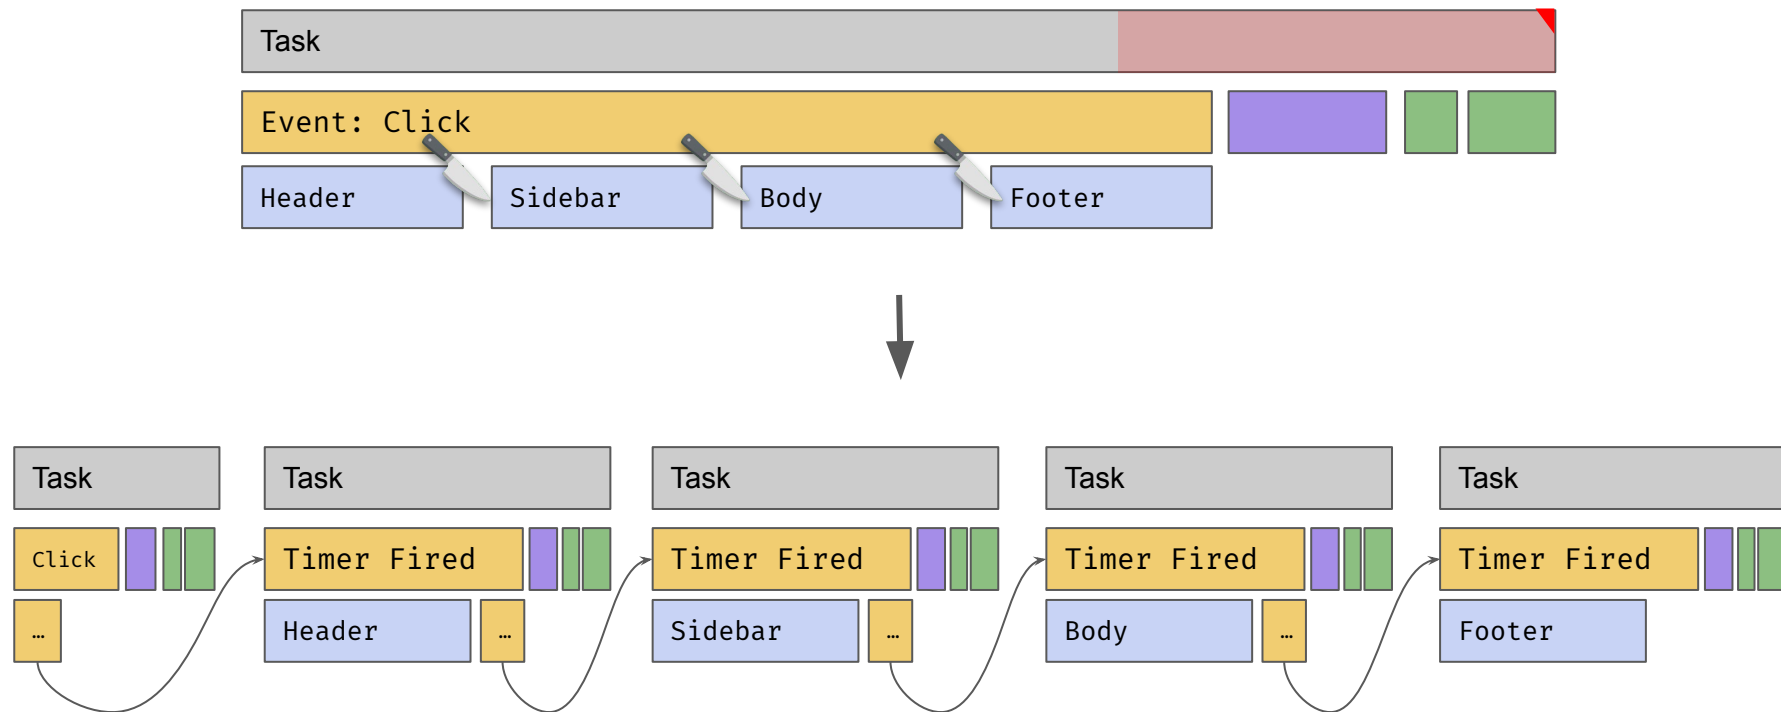 Task
Event: Click
Header Sidebar Body Footer
Task Task Task Task Task
Click Timer Fired Timer Fired Timer Fired Timer Fired
… Header … Sidebar … Body … Footer